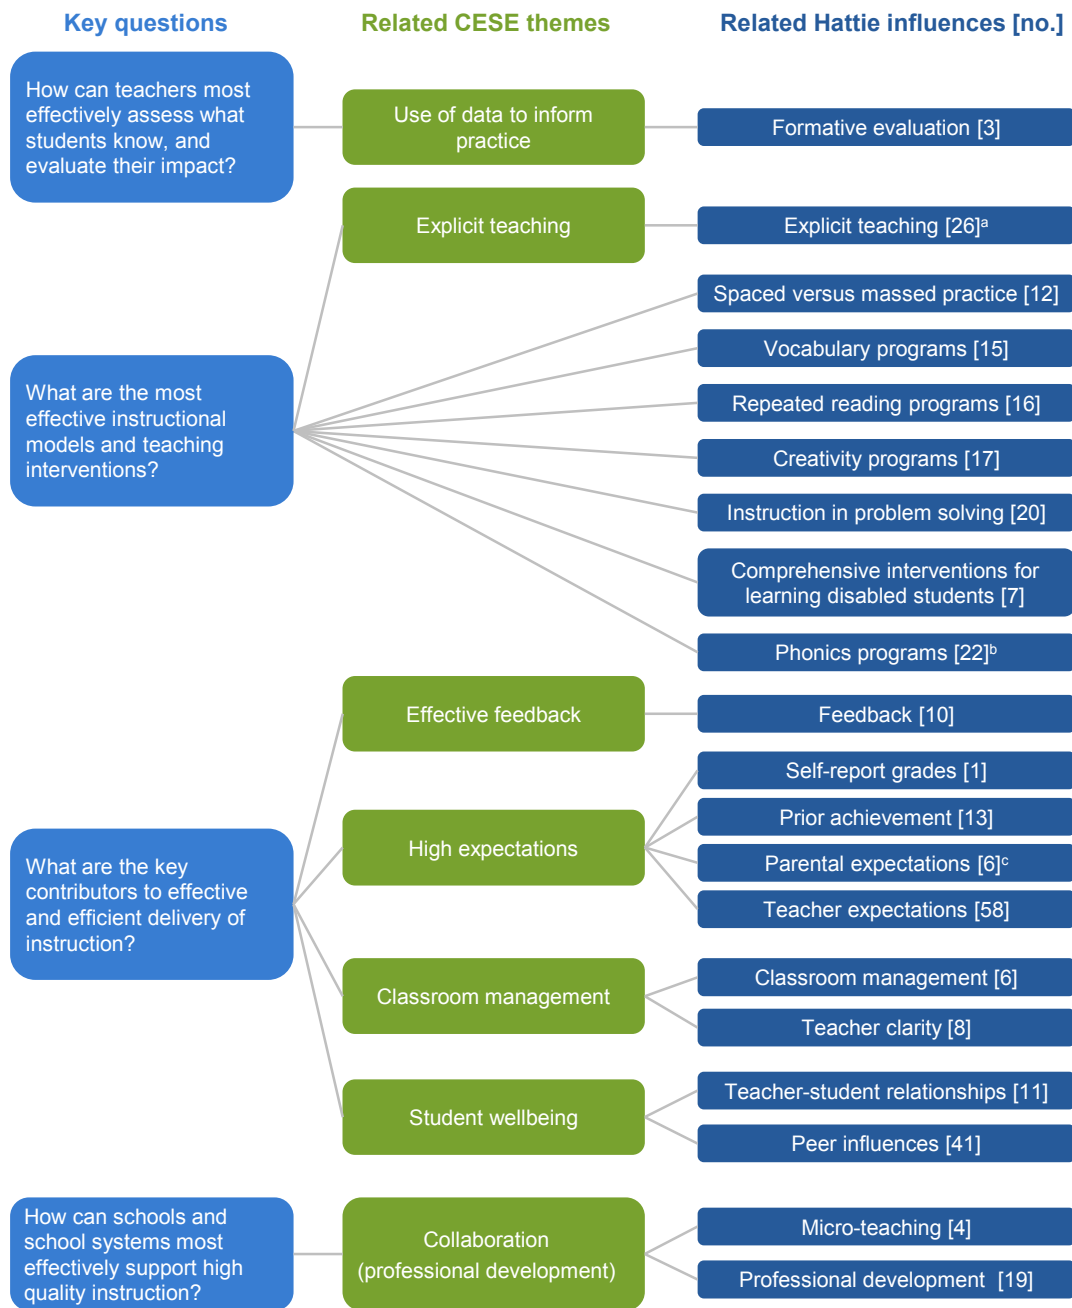 Key questions
Related CESE themes
Related Hattie influences [no.]
How can teachers most
effectively assess what
students know, and
evaluate their impact?
Use of data to inform
practice
Formative evaluation [3]
Explicit teaching
Explicit teaching [26]a
What are the most
effective instructional
models and teaching
interventions?
Spaced versus massed practice [12]
Vocabulary programs [15]
Repeated reading programs [16]
Creativity programs [17]
Instruction in problem solving [20]
Comprehensive interventions for
learning disabled students [7]
Phonics programs [22]b
What are the key
contributors to effective
and efficient delivery of
instruction?
Effective feedback
Feedback [10]
High expectations
Self-report grades [1]
Prior achievement [13]
Parental expectations [6]c
Teacher expectations [58]
Classroom management
Classroom management [6]
Teacher clarity [8]
Student wellbeing
Teacher-student relationships [11]
Peer influences [41]
How can schools and
school systems most
effectively support high
quality instruction?
Collaboration
(professional development)
Micro-teaching [4]
Professional development [19]